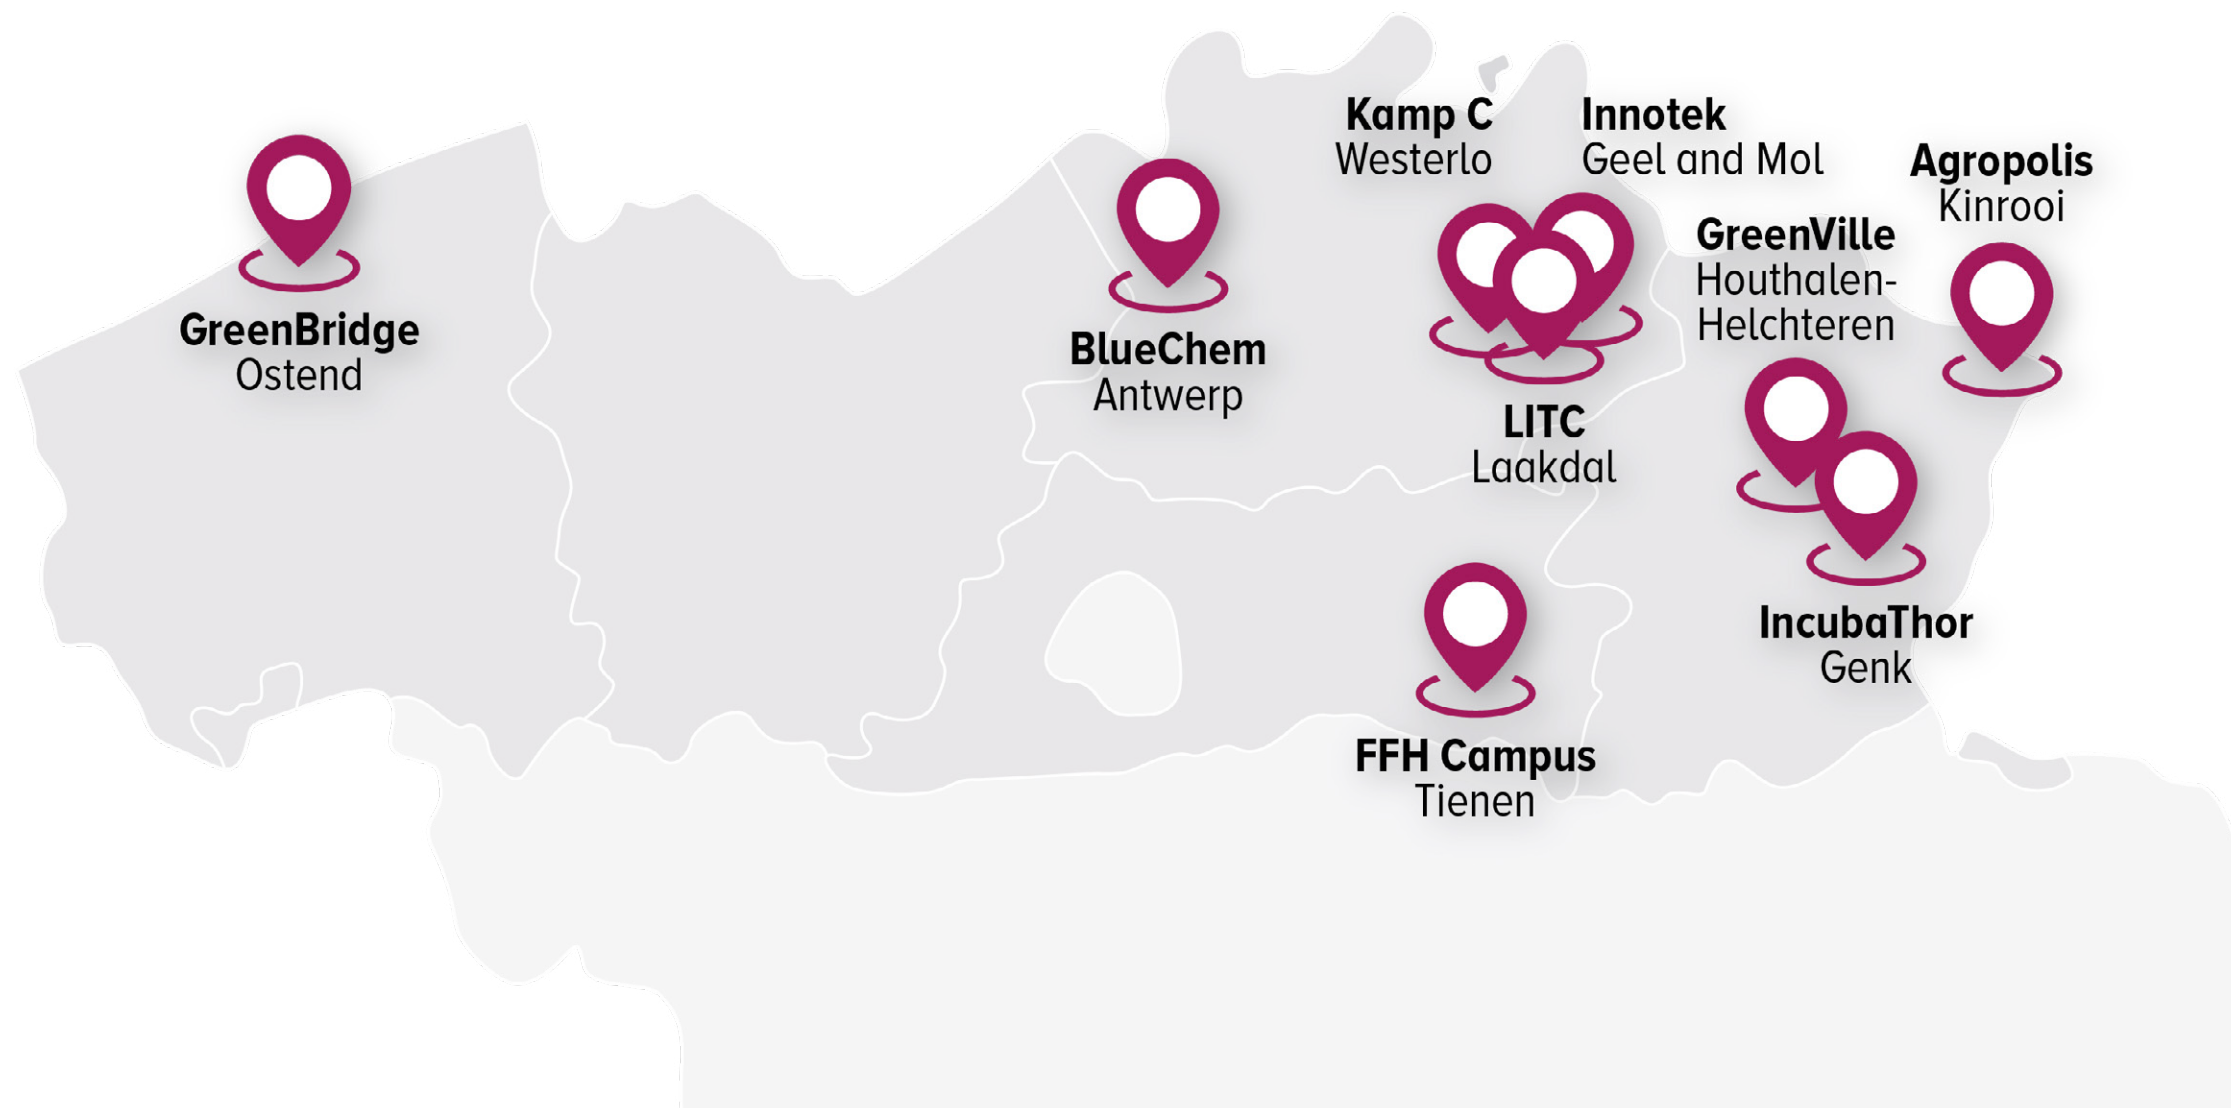 Kamp C
Westerlo
Innotek
Geel and Mol
Agropolis
Kinrooi
GreenVille
Houthalen-
Helchteren
GreenBridge
Ostend
BlueChem
Antwerp
LITC
Laakdal
IncubaThor
Genk
FFH Campus
Tienen